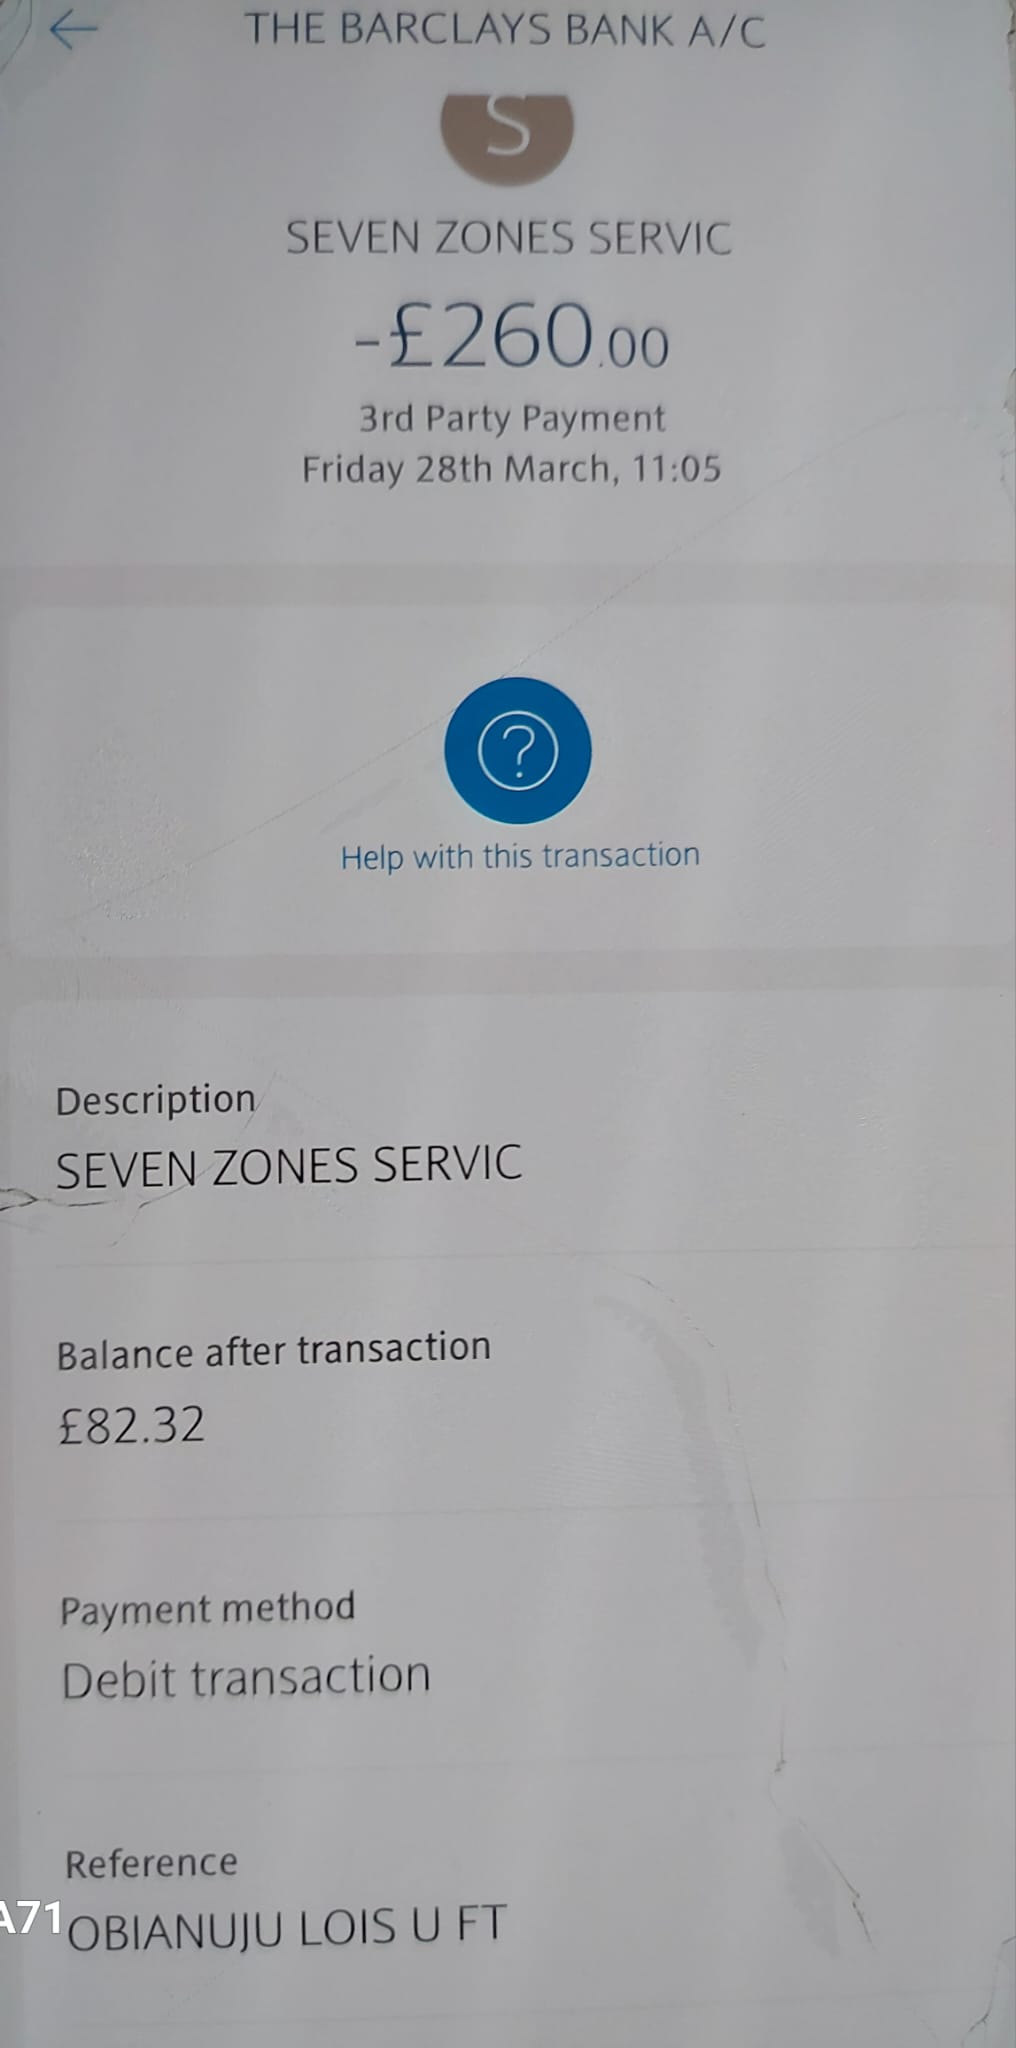 THE BARCLAYS BANK A/C
S
SEVEN ZONES SERVIC
-£260.00
3rd Party Payment
Friday 28th March, 11:05
?
Help with this transaction
Description
SEVEN ZONES SERVIC
Balance after transaction
£82.32
Payment method
Debit transaction
Reference
A71
OBIANUJU LOIS U FT